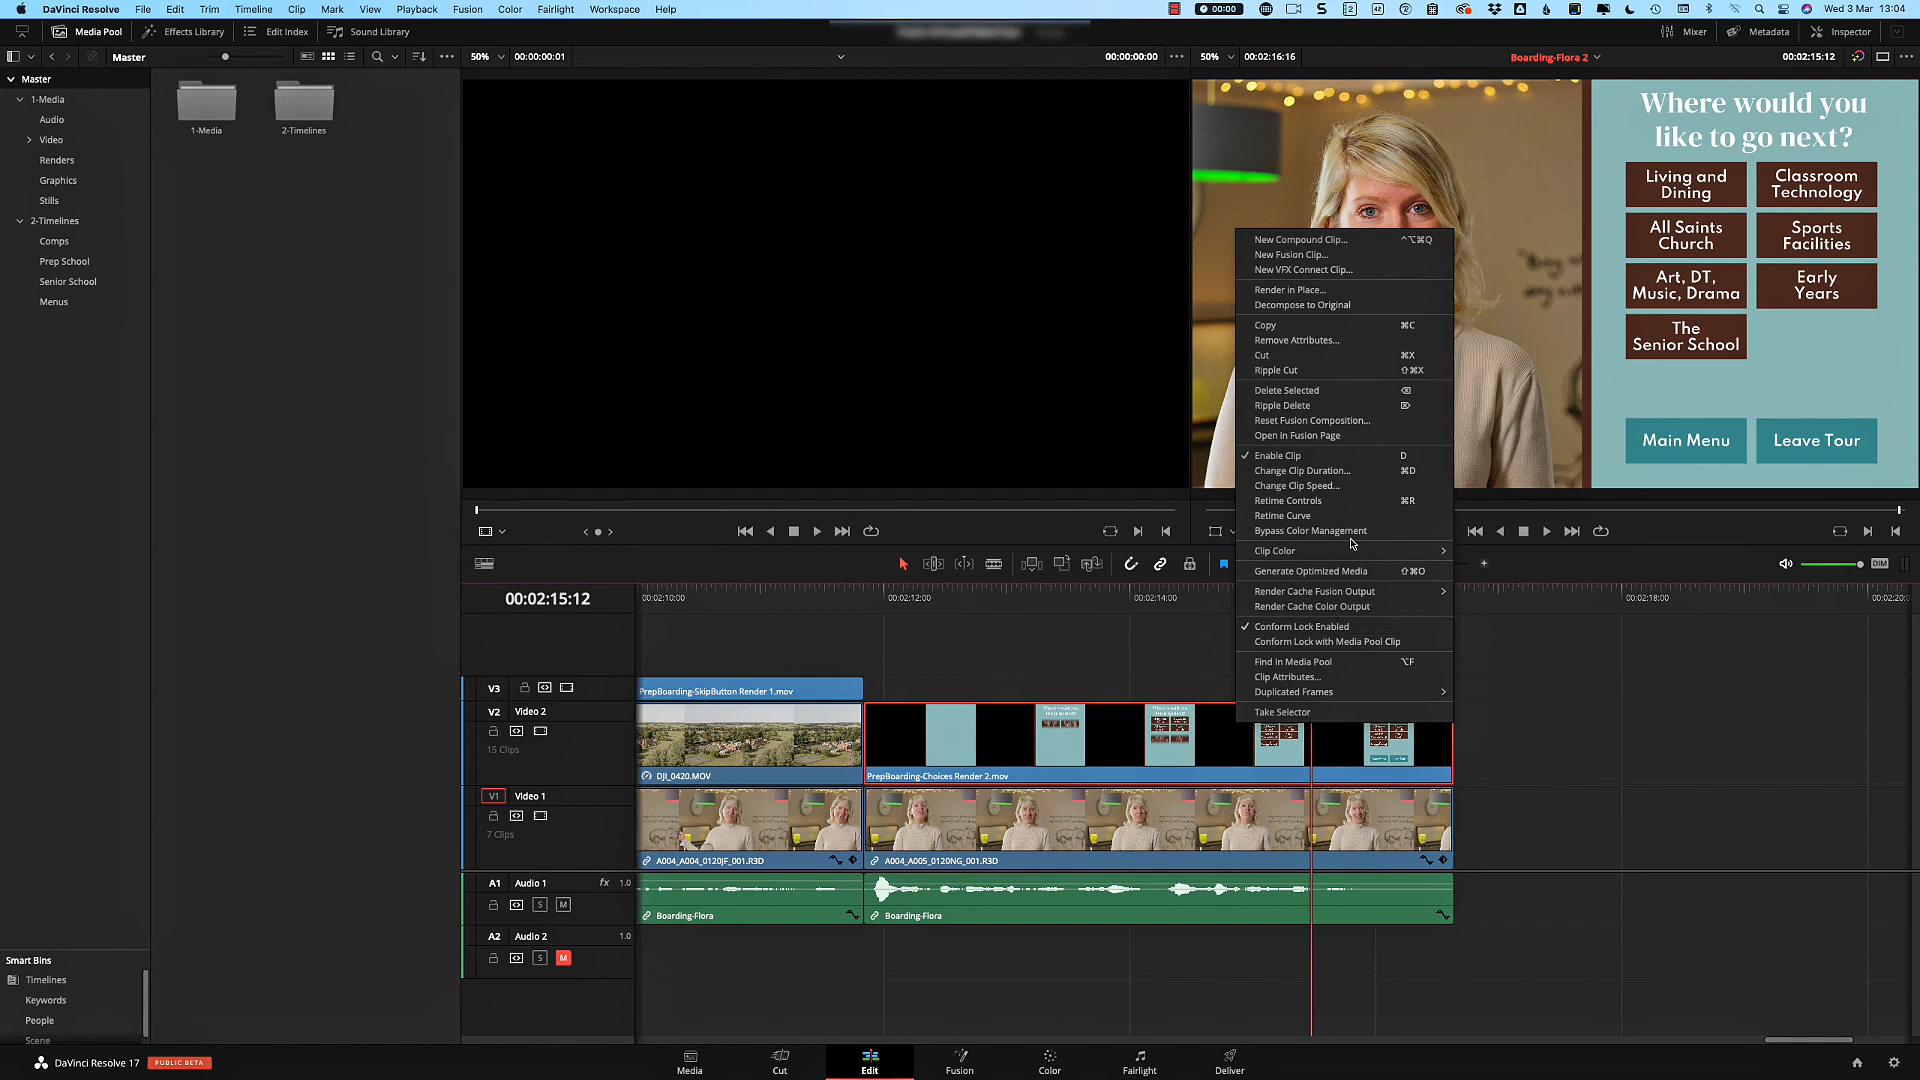 DaVinci Resolve File Edit Trim Timeline Clip Mark View Playback Fusion Color Fairlight Workspace Help
00:00
Wed 3 Mar 13:04
Media Pool Effects Library Edit Index Sound Library
Mixer Metadata Inspector
Master
50% 00:00:00:01 00:00:00:00
50% 00:02:16:16 Boarding-Flora 2 00:02:15:12
Master
1-Media
Audio
Video
Renders
Graphics
Stills
2-Timelines
Comps
Prep School
Senior School
Menus
1-Media
2-Timelines
Where would you
like to go next?
Living and
Dining
Classroom
Technology
All Saints
Church
Sports
Facilities
Art, DT,
Music, Drama
Early
Years
The
Senior School
Main Menu
Leave Tour
New Compound Clip... ^⌥⌘Q
New Fusion Clip...
New VFX Connect Clip...
Render in Place...
Decompose to Original
Copy ⌘C
Remove Attributes...
Cut ⌘X
Ripple Cut ⇧⌘X
Delete Selected ⌫
Ripple Delete ⌦
Reset Fusion Composition...
Open in Fusion Page
✓ Enable Clip D
Change Clip Duration... ⌘D
Change Clip Speed...
Retime Controls ⌘R
Retime Curve
Bypass Color Management
Clip Color
Generate Optimized Media ⇧⌘O
Render Cache Fusion Output
Render Cache Color Output
✓ Conform Lock Enabled
Conform Lock with Media Pool Clip
Find In Media Pool ⌥F
Clip Attributes...
Duplicated Frames
Take Selector
DIM
00:02:15:12
00:02:10:00 00:02:12:00 00:02:14:00 00:02:18:00 00:02:20:
V3
PrepBoarding-SkipButton Render 1.mov
V2 Video 2
15 Clips
DJI_0420.MOV
PrepBoarding-Choices Render 2.mov
V1 Video 1
7 Clips
A004_A004_0120JF_001.R3D
A004_A005_0120NG_001.R3D
A1 Audio 1 fx 1.0
S M
Boarding-Flora
Boarding-Flora
A2 Audio 2 1.0
S M
Smart Bins
Timelines
Keywords
People
Scene
DaVinci Resolve 17 PUBLIC BETA
Media Cut Edit Fusion Color Fairlight Deliver